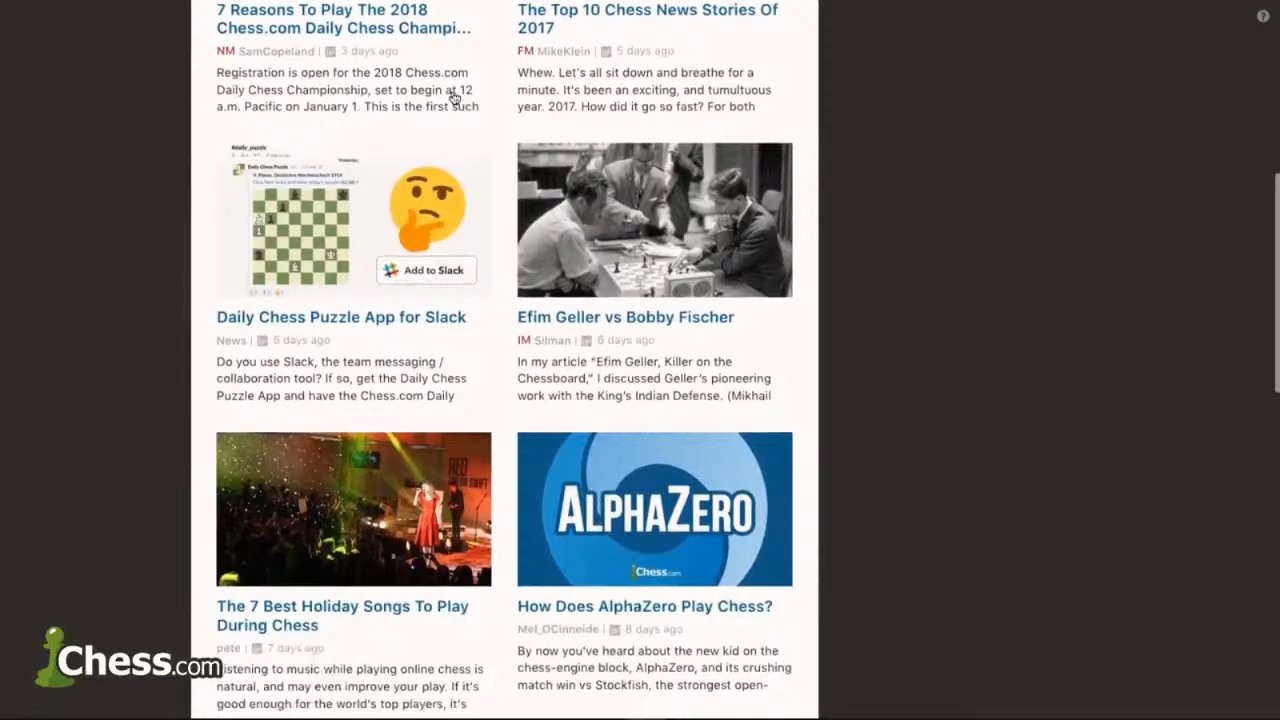 7 Reasons To Play The 2018
Chess.com Daily Chess Champi...
NM SamCopeland | 3 days ago
Registration is open for the 2018 Chess.com
Daily Chess Championship, set to begin at 12
a.m. Pacific on January 1. This is the first such
The Top 10 Chess News Stories Of
2017
FM MikeKlein | 5 days ago
Whew. Let's all sit down and breathe for a
minute. It's been an exciting, and tumultuous
year. 2017. How did it go so fast? For both
#daily_puzzle
Yesterday
Daily Chess Puzzle
Add to Slack
Daily Chess Puzzle App for Slack
News | 5 days ago
Do you use Slack, the team messaging /
collaboration tool? If so, get the Daily Chess
Puzzle App and have the Chess.com Daily
Efim Geller vs Bobby Fischer
IM Silman | 6 days ago
In my article “Efim Geller, Killer on the
Chessboard,” I discussed Geller’s pioneering
work with the King’s Indian Defense. (Mikhail
RED
The 7 Best Holiday Songs To Play
During Chess
pete | 7 days ago
listening to music while playing online chess is
natural, and may even improve your play. If it's
good enough for the world's top players, it's
ALPHAZERO
Chess.com
How Does AlphaZero Play Chess?
Mel_OCinneide | 8 days ago
By now you've heard about the new kid on the
chess-engine block, AlphaZero, and its crushing
match win vs Stockfish, the strongest open-
Chess.com
?